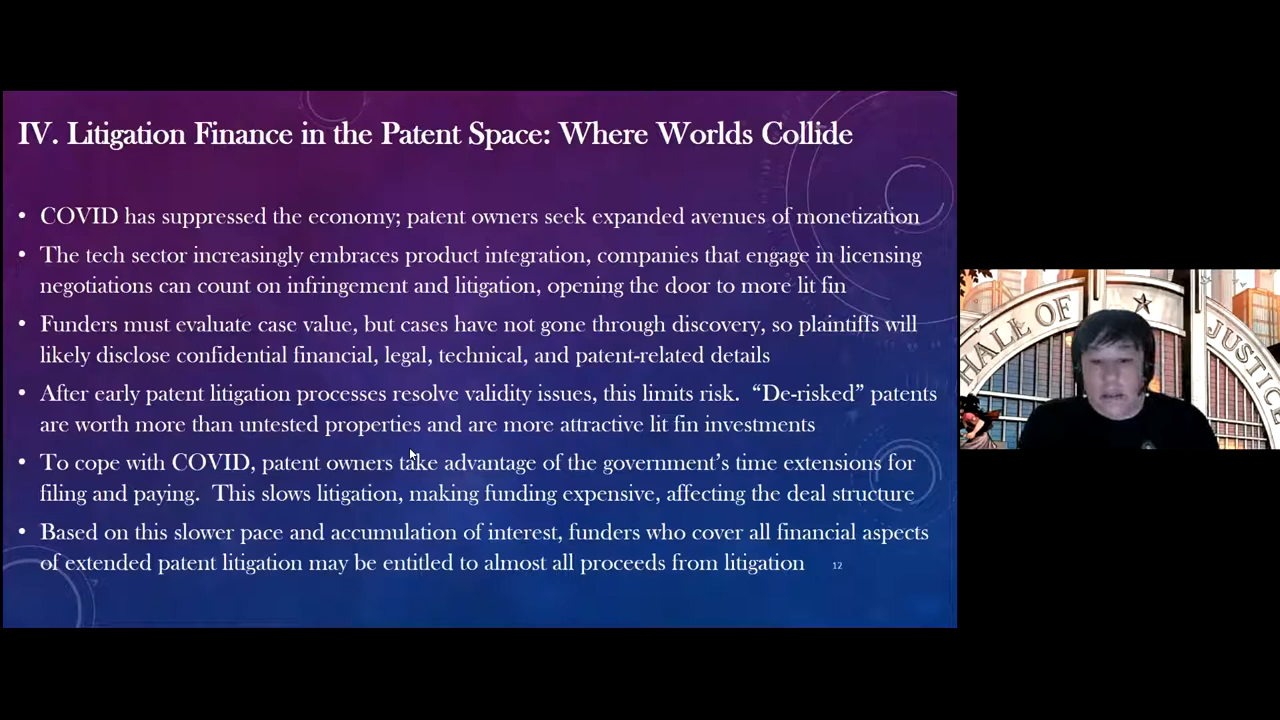 IV. Litigation Finance in the Patent Space: Where Worlds Collide
• COVID has suppressed the economy; patent owners seek expanded avenues of monetization
• The tech sector increasingly embraces product integration, companies that engage in licensing
negotiations can count on infringement and litigation, opening the door to more lit fin
• Funders must evaluate case value, but cases have not gone through discovery, so plaintiffs will
likely disclose confidential financial, legal, technical, and patent-related details
• After early patent litigation processes resolve validity issues, this limits risk. “De-risked” patents
are worth more than untested properties and are more attractive lit fin investments
• To cope with COVID, patent owners take advantage of the government’s time extensions for
filing and paying. This slows litigation, making funding expensive, affecting the deal structure
• Based on this slower pace and accumulation of interest, funders who cover all financial aspects
of extended patent litigation may be entitled to almost all proceeds from litigation
12
HALL OF JUSTICE